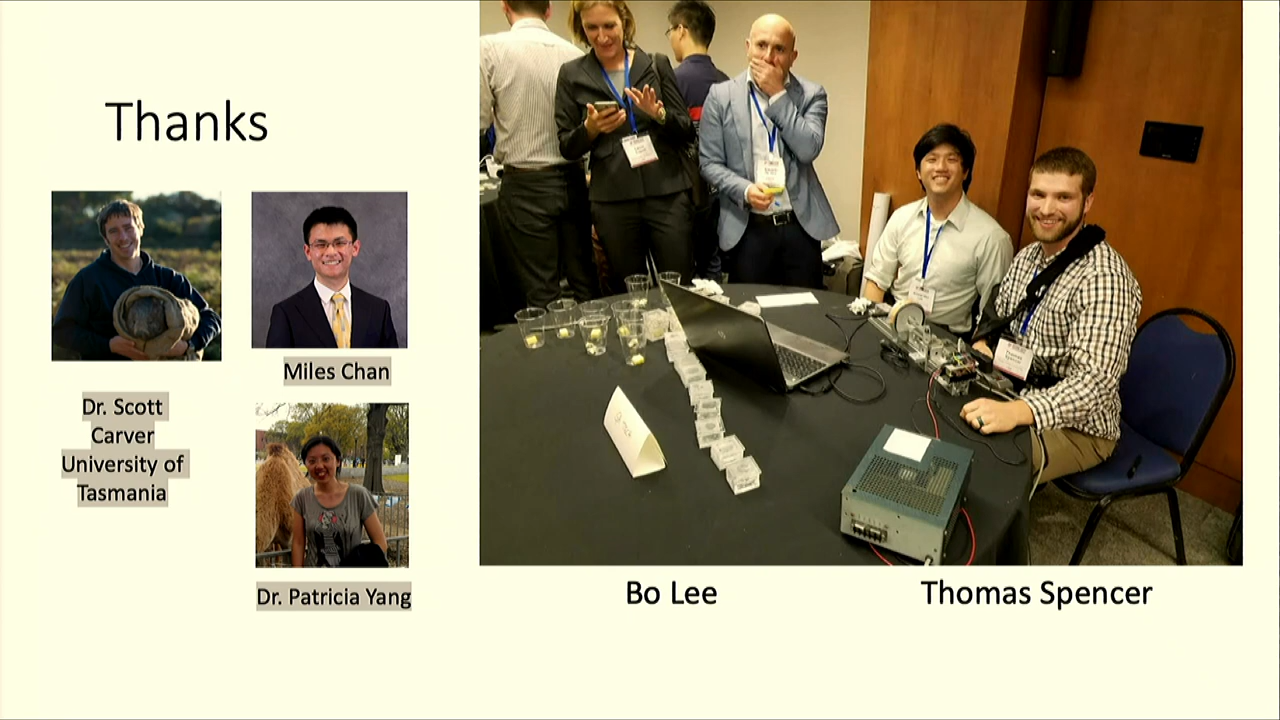 Thanks
Miles Chan
Dr. Scott
Carver
University of
Tasmania
Dr. Patricia Yang
Bo Lee
Thomas Spencer